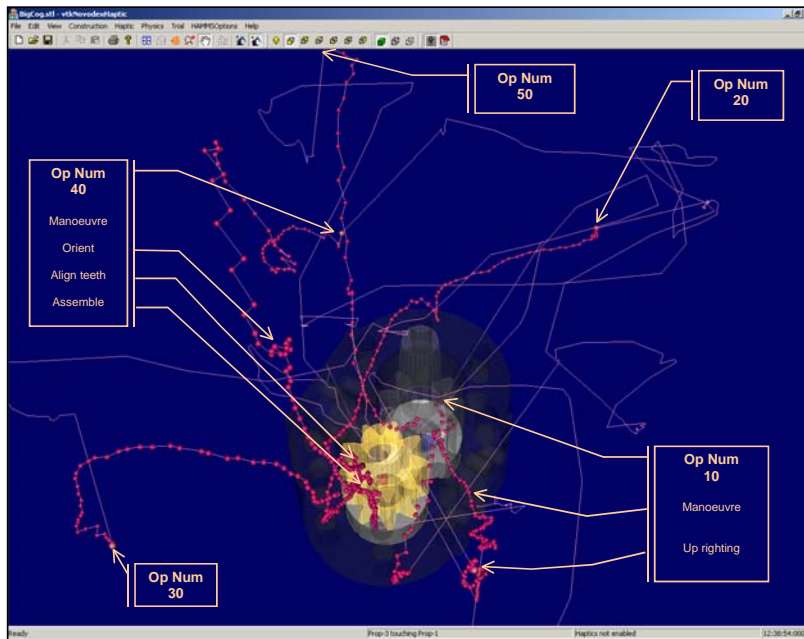 BigCog.stl - vtkNovodexHaptic
File Edit View Construction Haptic Physics Trial HAMMSOptions Help
Op Num
50
Op Num
20
Op Num
40
Manoeuvre
Orient
Align teeth
Assemble
Op Num
10
Manoeuvre
Up righting
Op Num
30
Ready Prop-3 touching Prop-1 Haptics not enabled 12:38:54:000